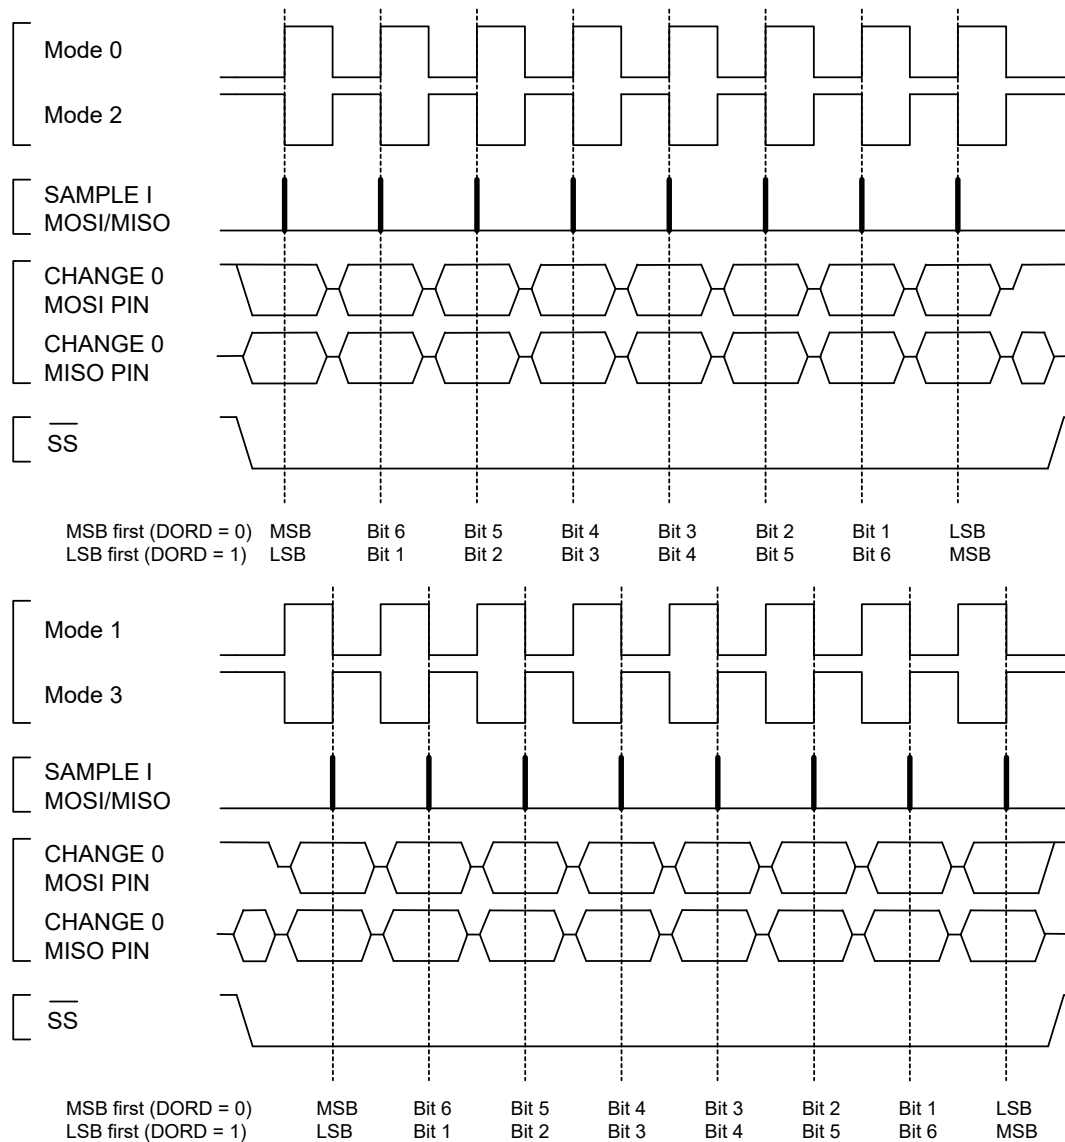 Mode 0
Mode 2
SAMPLE I
MOSI/MISO
CHANGE 0
MOSI PIN
CHANGE 0
MISO PIN
SS
MSB first (DORD = 0) MSB Bit 6 Bit 5 Bit 4 Bit 3 Bit 2 Bit 1 LSB
LSB first (DORD = 1) LSB Bit 1 Bit 2 Bit 3 Bit 4 Bit 5 Bit 6 MSB
Mode 1
Mode 3
SAMPLE I
MOSI/MISO
CHANGE 0
MOSI PIN
CHANGE 0
MISO PIN
SS
MSB first (DORD = 0) MSB Bit 6 Bit 5 Bit 4 Bit 3 Bit 2 Bit 1 LSB
LSB first (DORD = 1) LSB Bit 1 Bit 2 Bit 3 Bit 4 Bit 5 Bit 6 MSB